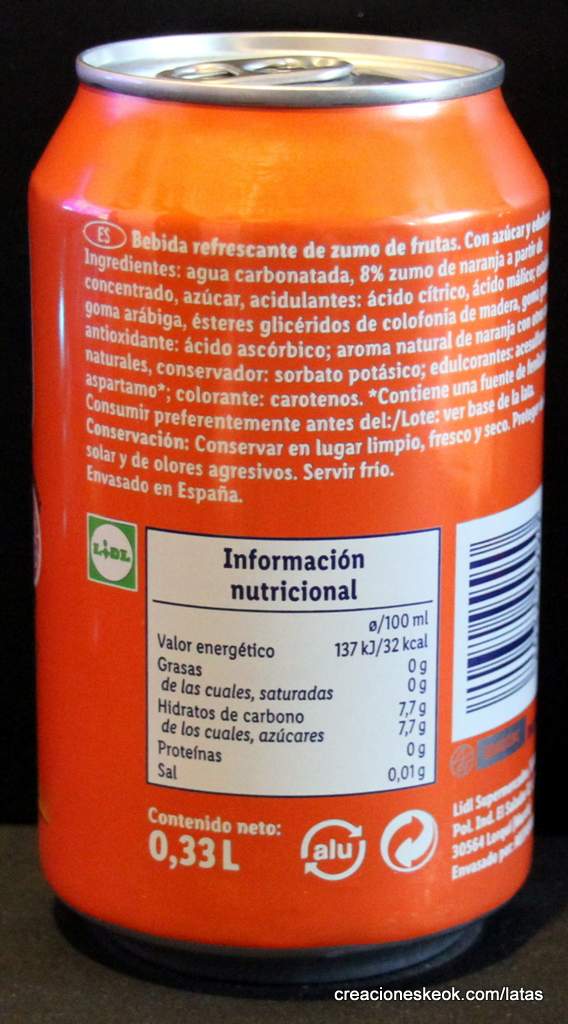 ES Bebida refrescante de zumo de frutas. Con azúcar y
Ingredientes: agua carbonatada, 8% zumo de naranja a partir de
concentrado, azúcar, acidulantes: ácido cítrico, ácido málico;
goma arábiga, ésteres glicéridos de colofonia de madera, goma
antioxidante: ácido ascórbico; aroma natural de naranja con
naturales, conservador: sorbato potásico; edulcorantes:
aspartamo*; colorante: carotenos. *Contiene una fuente de
Consumir preferentemente antes del:/Lote: ver base de la lata.
Conservación: Conservar en lugar limpio, fresco y seco.
solar y de olores agresivos. Servir frío.
Envasado en España.
LIDL
Información
nutricional
ø/100 ml
Valor energético 137 kJ/32 kcal
Grasas 0 g
de las cuales, saturadas 0 g
Hidratos de carbono 7,7 g
de los cuales, azúcares 7,7 g
Proteínas 0 g
Sal 0,01 g
Contenido neto:
0,33 L
alu
Lidl
Pol. Ind. El
30564 Lorquí
Envasado por:
creacioneskeok.com/latas